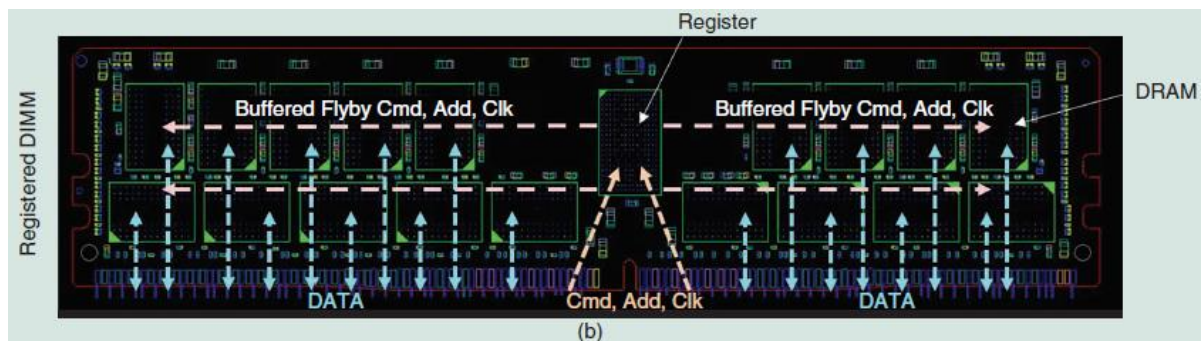 Register
Registered DIMM
DRAM
Buffered Flyby Cmd, Add, Clk
Buffered Flyby Cmd, Add, Clk
DATA
Cmd, Add, Clk
DATA
(b)